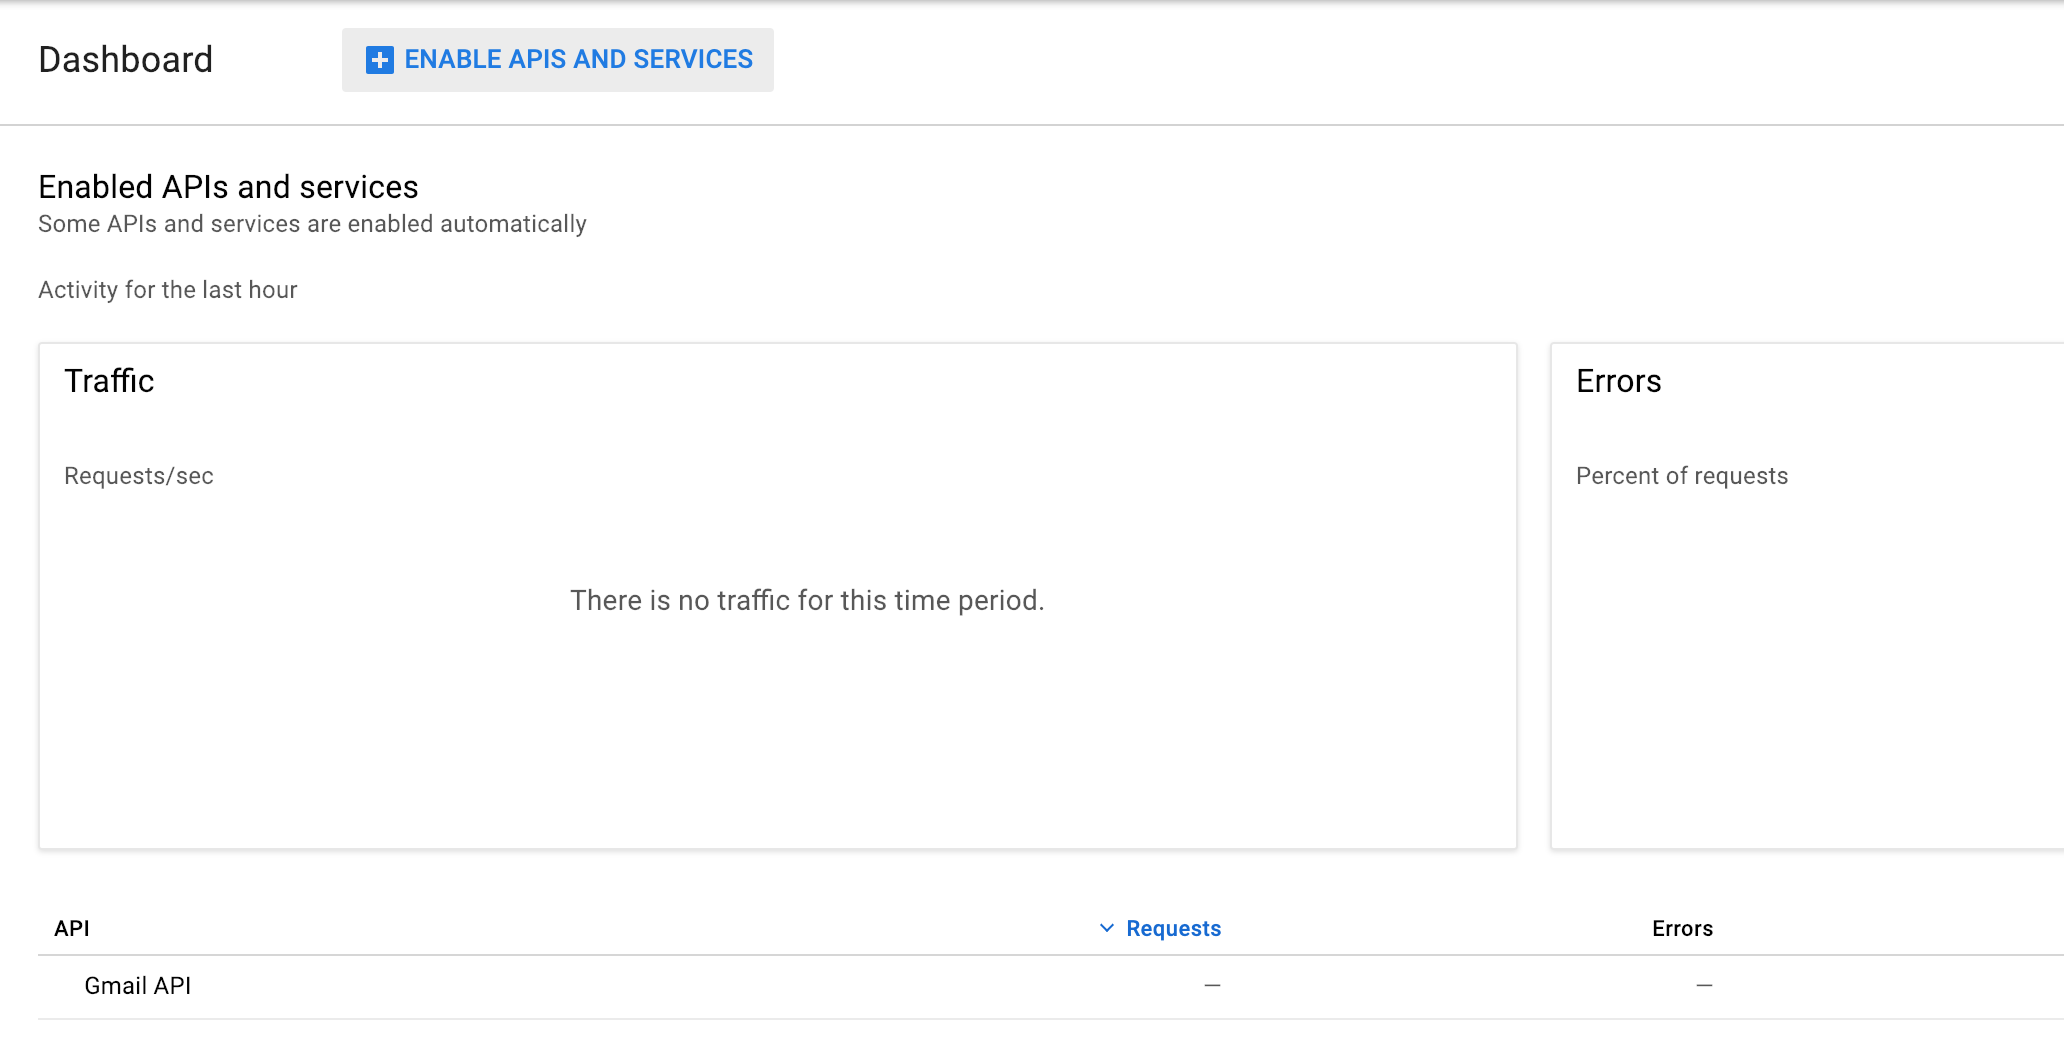 Dashboard
ENABLE APIS AND SERVICES
Enabled APIs and services
Some APIs and services are enabled automatically
Activity for the last hour
Traffic
Requests/sec
There is no traffic for this time period.
Errors
Percent of requests
API Requests Errors
Gmail API — —